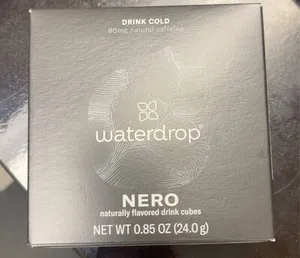 DRINK COLD
80mg natural caffeine
waterdrop®
NERO
naturally flavored drink cubes
NET WT 0.85 OZ (24.0 g)